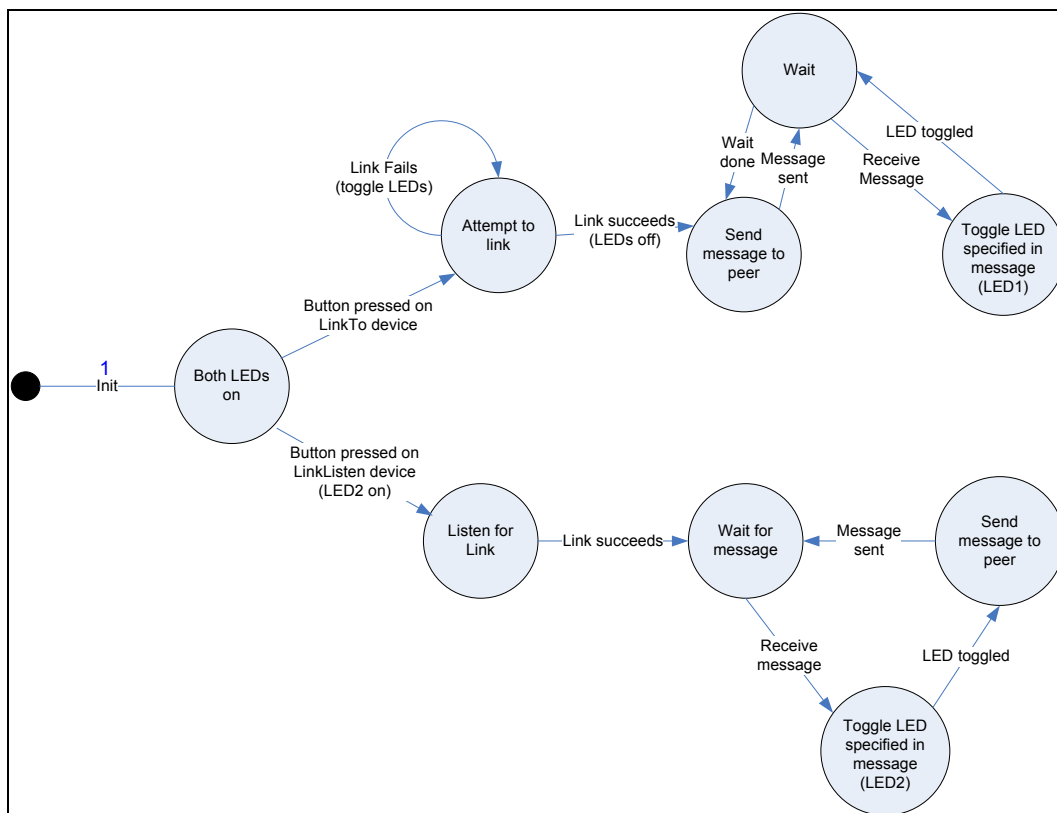 Wait
LED toggled
Wait
done
Message
sent
Receive
Message
Link Fails
(toggle LEDs)
Attempt to
link
Link succeeds
(LEDs off)
Send
message to
peer
Toggle LED
specified in
message
(LED1)
Button pressed on
LinkTo device
1
Init
Both LEDs
on
Button pressed on
LinkListen device
(LED2 on)
Listen for
Link
Link succeeds
Wait for
message
Message
sent
Send
message to
peer
Receive
message
LED toggled
Toggle LED
specified in
message
(LED2)